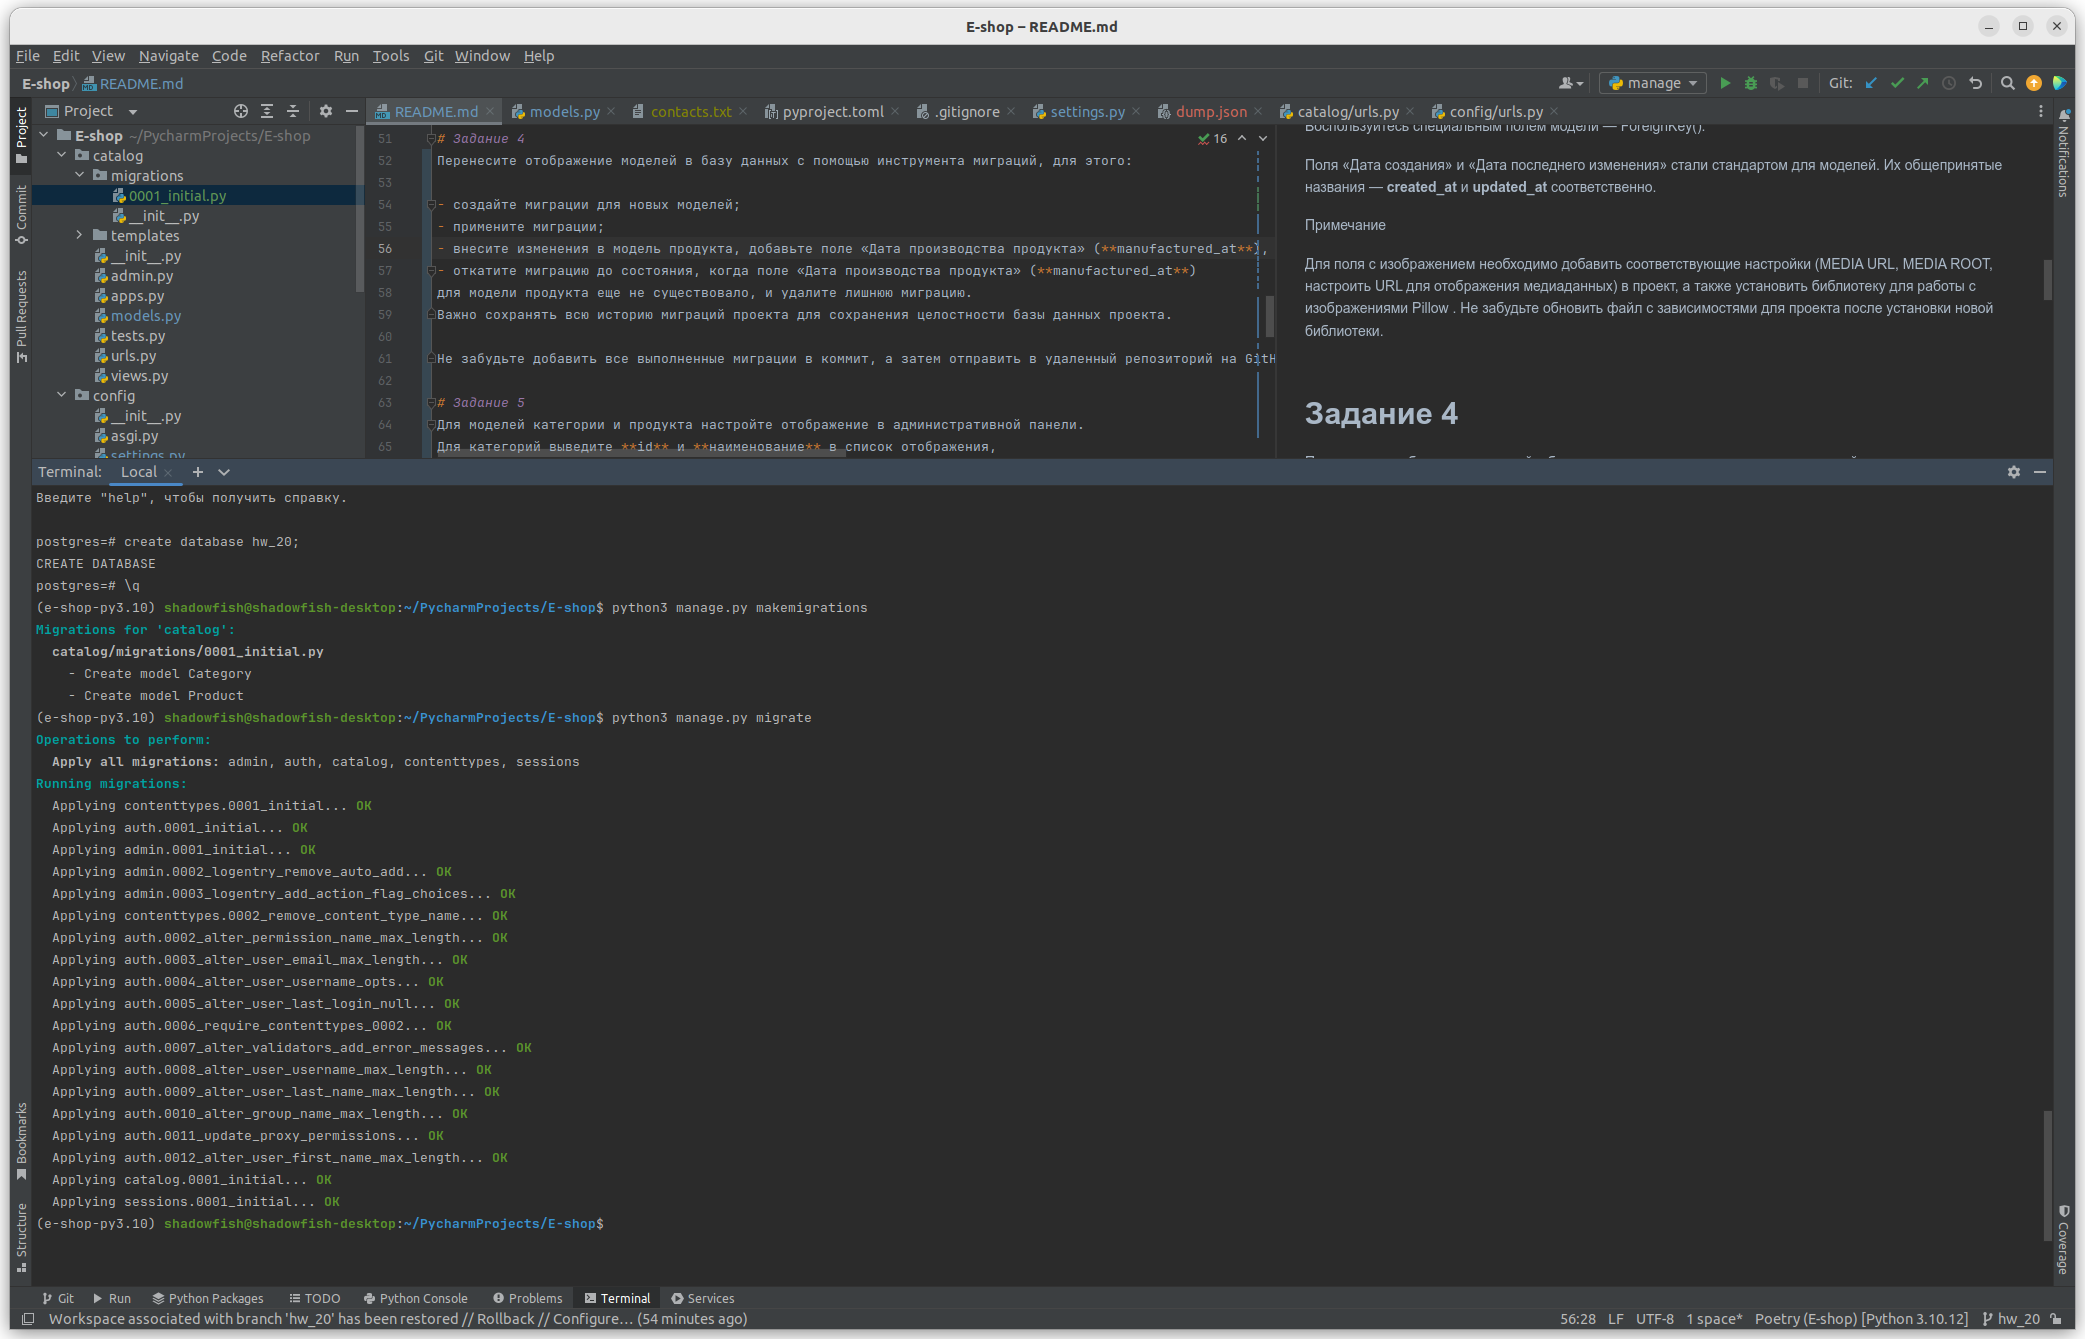 E-shop – README.md
File Edit View Navigate Code Refactor Run Tools Git Window Help
E-shop README.md
manage
Git:
Project
README.md
models.py
contacts.txt
pyproject.toml
.gitignore
settings.py
dump.json
catalog/urls.py
config/urls.py
Project
Commit
Pull Requests
Bookmarks
Structure
Notifications
Coverage
E-shop ~/PycharmProjects/E-shop
catalog
migrations
0001_initial.py
__init__.py
templates
__init__.py
admin.py
apps.py
models.py
tests.py
urls.py
views.py
config
__init__.py
asgi.py
settings.py
16
51 # Задание 4
52 Перенесите отображение моделей в базу данных с помощью инструмента миграций, для этого:
53
54 - создайте миграции для новых моделей;
55 - примените миграции;
56 - внесите изменения в модель продукта, добавьте поле «Дата производства продукта» (**manufactured_at**),
57 - откатите миграцию до состояния, когда поле «Дата производства продукта» (**manufactured_at**)
58 для модели продукта еще не существовало, и удалите лишнюю миграцию.
59 Важно сохранять всю историю миграций проекта для сохранения целостности базы данных проекта.
60
61 Не забудьте добавить все выполненные миграции в коммит, а затем отправить в удаленный репозиторий на GitH
62
63 # Задание 5
64 Для моделей категории и продукта настройте отображение в административной панели.
65 Для категорий выведите **id** и **наименование** в список отображения,
Воспользуйтесь специальным полем модели — ForeignKey().
Поля «Дата создания» и «Дата последнего изменения» стали стандартом для моделей. Их общепринятые
названия — created_at и updated_at соответственно.
Примечание
Для поля с изображением необходимо добавить соответствующие настройки (MEDIA URL, MEDIA ROOT,
настроить URL для отображения медиаданных) в проект, а также установить библиотеку для работы с
изображениями Pillow . Не забудьте обновить файл с зависимостями для проекта после установки новой
библиотеки.
Задание 4
Terminal: Local
Введите "help", чтобы получить справку.
postgres=# create database hw_20;
CREATE DATABASE
postgres=# \q
(e-shop-py3.10) shadowfish@shadowfish-desktop:~/PycharmProjects/E-shop$ python3 manage.py makemigrations
Migrations for 'catalog':
catalog/migrations/0001_initial.py
- Create model Category
- Create model Product
(e-shop-py3.10) shadowfish@shadowfish-desktop:~/PycharmProjects/E-shop$ python3 manage.py migrate
Operations to perform:
Apply all migrations: admin, auth, catalog, contenttypes, sessions
Running migrations:
Applying contenttypes.0001_initial... OK
Applying auth.0001_initial... OK
Applying admin.0001_initial... OK
Applying admin.0002_logentry_remove_auto_add... OK
Applying admin.0003_logentry_add_action_flag_choices... OK
Applying contenttypes.0002_remove_content_type_name... OK
Applying auth.0002_alter_permission_name_max_length... OK
Applying auth.0003_alter_user_email_max_length... OK
Applying auth.0004_alter_user_username_opts... OK
Applying auth.0005_alter_user_last_login_null... OK
Applying auth.0006_require_contenttypes_0002... OK
Applying auth.0007_alter_validators_add_error_messages... OK
Applying auth.0008_alter_user_username_max_length... OK
Applying auth.0009_alter_user_last_name_max_length... OK
Applying auth.0010_alter_group_name_max_length... OK
Applying auth.0011_update_proxy_permissions... OK
Applying auth.0012_alter_user_first_name_max_length... OK
Applying catalog.0001_initial... OK
Applying sessions.0001_initial... OK
(e-shop-py3.10) shadowfish@shadowfish-desktop:~/PycharmProjects/E-shop$
Git Run Python Packages TODO Python Console Problems Terminal Services
Workspace associated with branch 'hw_20' has been restored // Rollback // Configure... (54 minutes ago)
56:28 LF UTF-8 1 space* Poetry (E-shop) [Python 3.10.12] hw_20